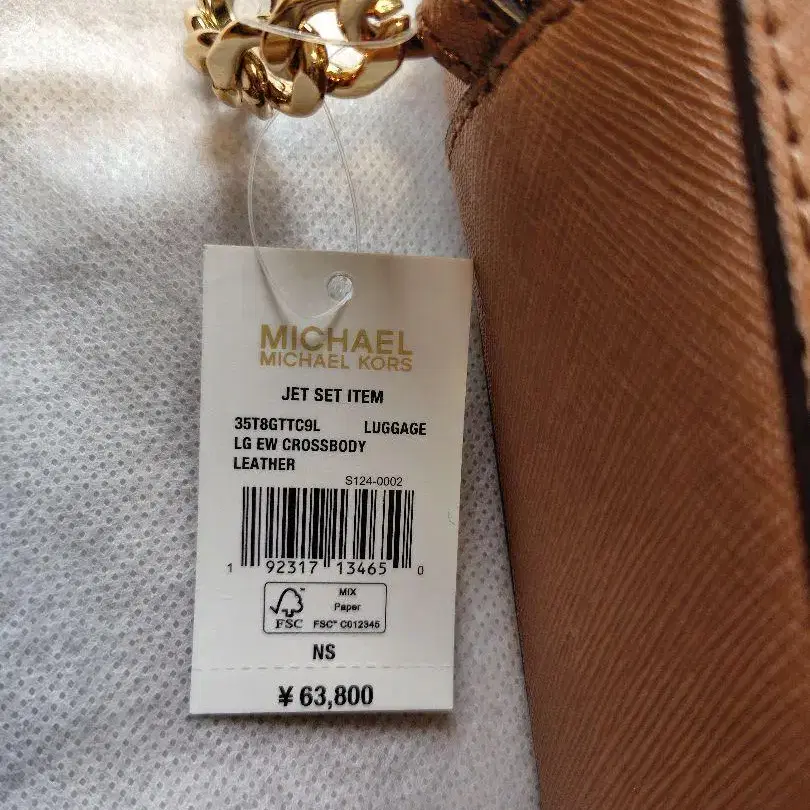 MICHAEL
MICHAEL KORS
JET SET ITEM
35T8GTTC9L LUGGAGE
LG EW CROSSBODY
LEATHER
S124-0002
1 92317 13465 0
MIX
Paper
FSC™ C012345
FSC
NS
¥ 63,800